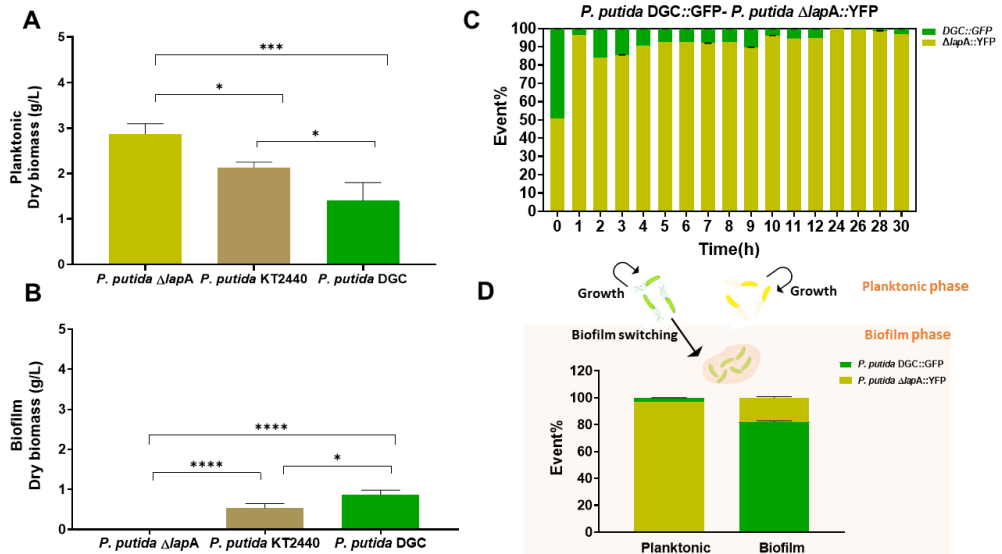 A
Planktonic
Dry biomass (g/L)
5
4
3
2
1
0
***
*
*
P. putida ΔlapA P. putida KT2440 P. putida DGC
B
Biofilm
Dry biomass (g/L)
5
4
3
2
1
0
****
****
*
P. putida ΔlapA P. putida KT2440 P. putida DGC
C
P. putida DGC::GFP- P. putida ΔlapA::YFP
DGC::GFP
ΔlapA::YFP
Event%
100
90
80
70
60
50
40
30
20
10
0
0 1 2 3 4 5 6 7 8 9 10 11 12 24 26 28 30
Time(h)
D
Growth
Growth
Planktonic phase
Biofilm switching
Biofilm phase
P. putida DGC::GFP
P. putida ΔlapA::YFP
Event%
120
100
80
60
40
20
0
Planktonic Biofilm